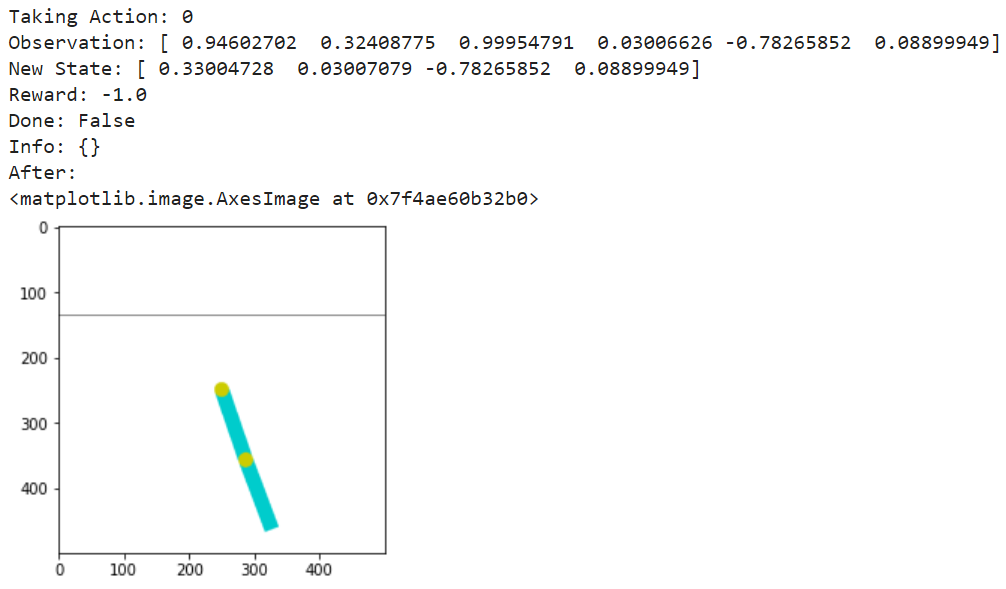 Taking Action: 0
Observation: [ 0.94602702  0.32408775  0.99954791  0.03006626 -0.78265852  0.08899949]
New State: [ 0.33004728  0.03007079 -0.78265852  0.08899949]
Reward: -1.0
Done: False
Info: {}
After:
<matplotlib.image.AxesImage at 0x7f4ae60b32b0>
0
100
200
300
400
0 100 200 300 400